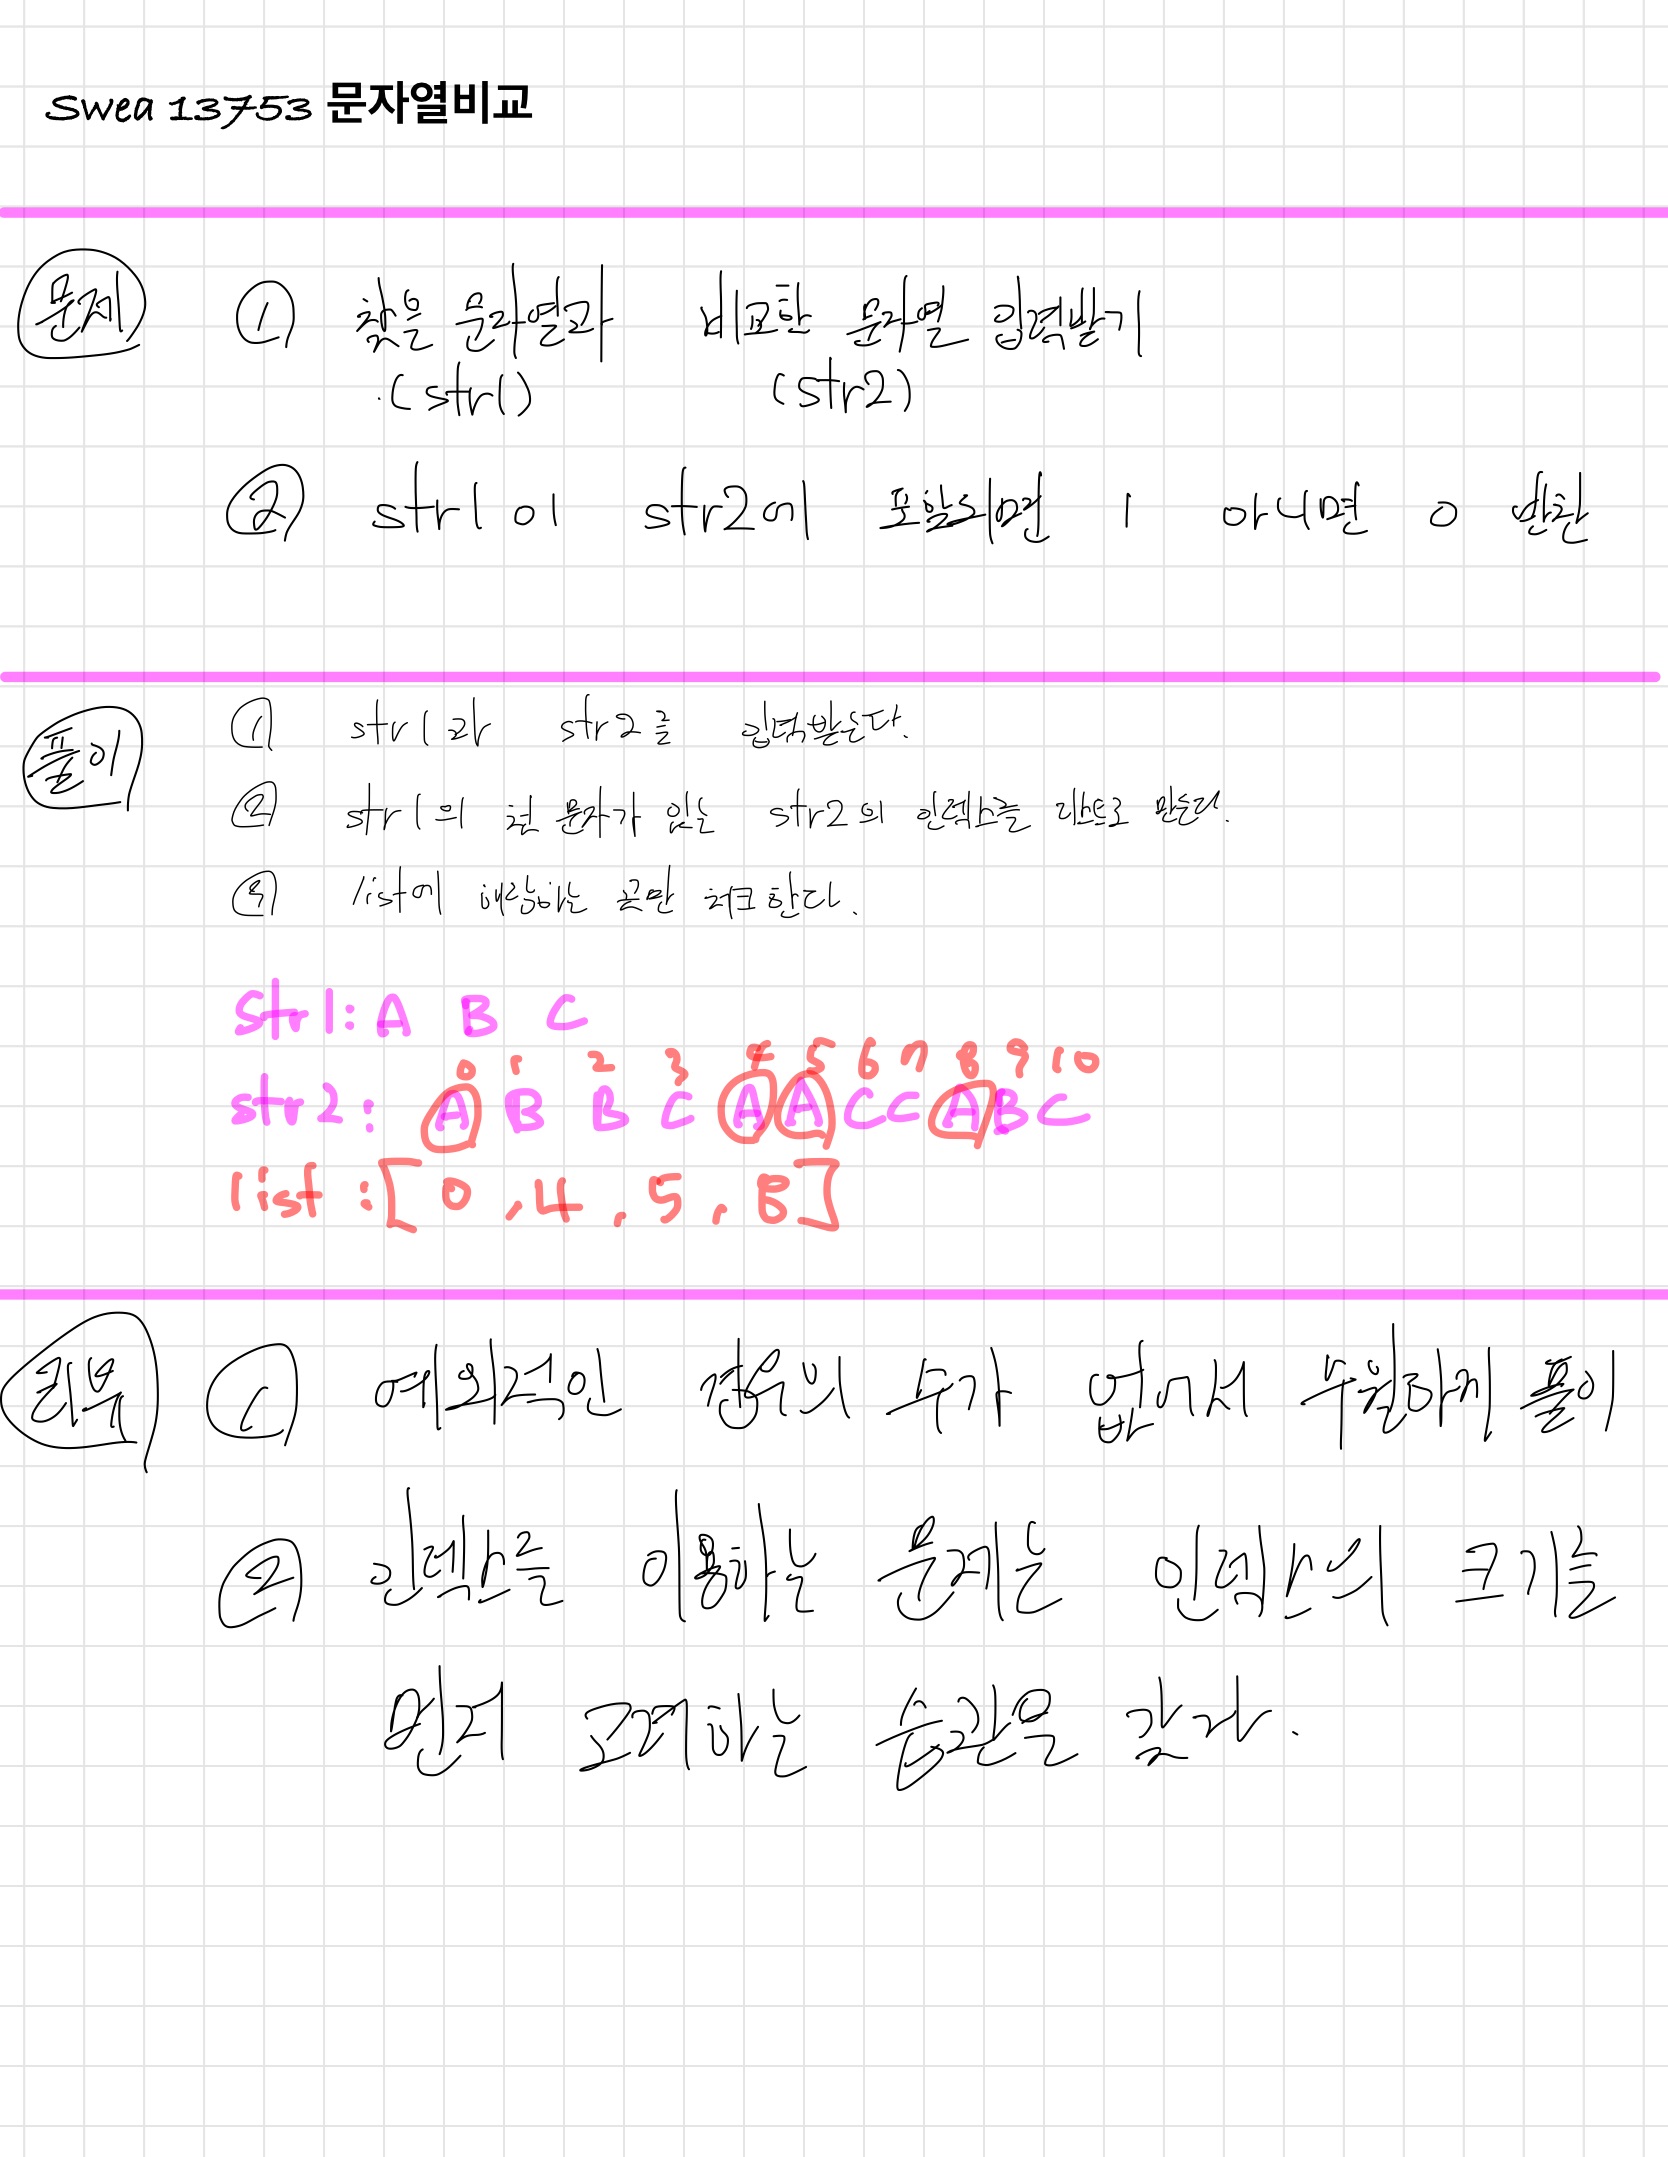 Swea 13753 문자열비교
문제 ① 찾을 문자열과 비교할 문자열 입력받기
(str1) (str2)
② str1이 str2에 포함되면 1 아니면 0 반환
풀이 ① str1과 str2를 입력받는다.
② str1의 첫 문자가 있는 str2의 인덱스를 리스트로 만든다.
③ list에 해당하는 곳만 체크한다.
str1: A B C
0 1 2 3 4 5 6 7 8 9 10
str2: A B B C A A C C A B C
list : [ 0 , 4 , 5 , 8 ]
리뷰 ① 예외적인 경우의 수가 없어서 수월하게 풀이
② 인덱스를 이용하는 문제는 인덱스의 크기를
먼저 고려하는 습관을 갖자.